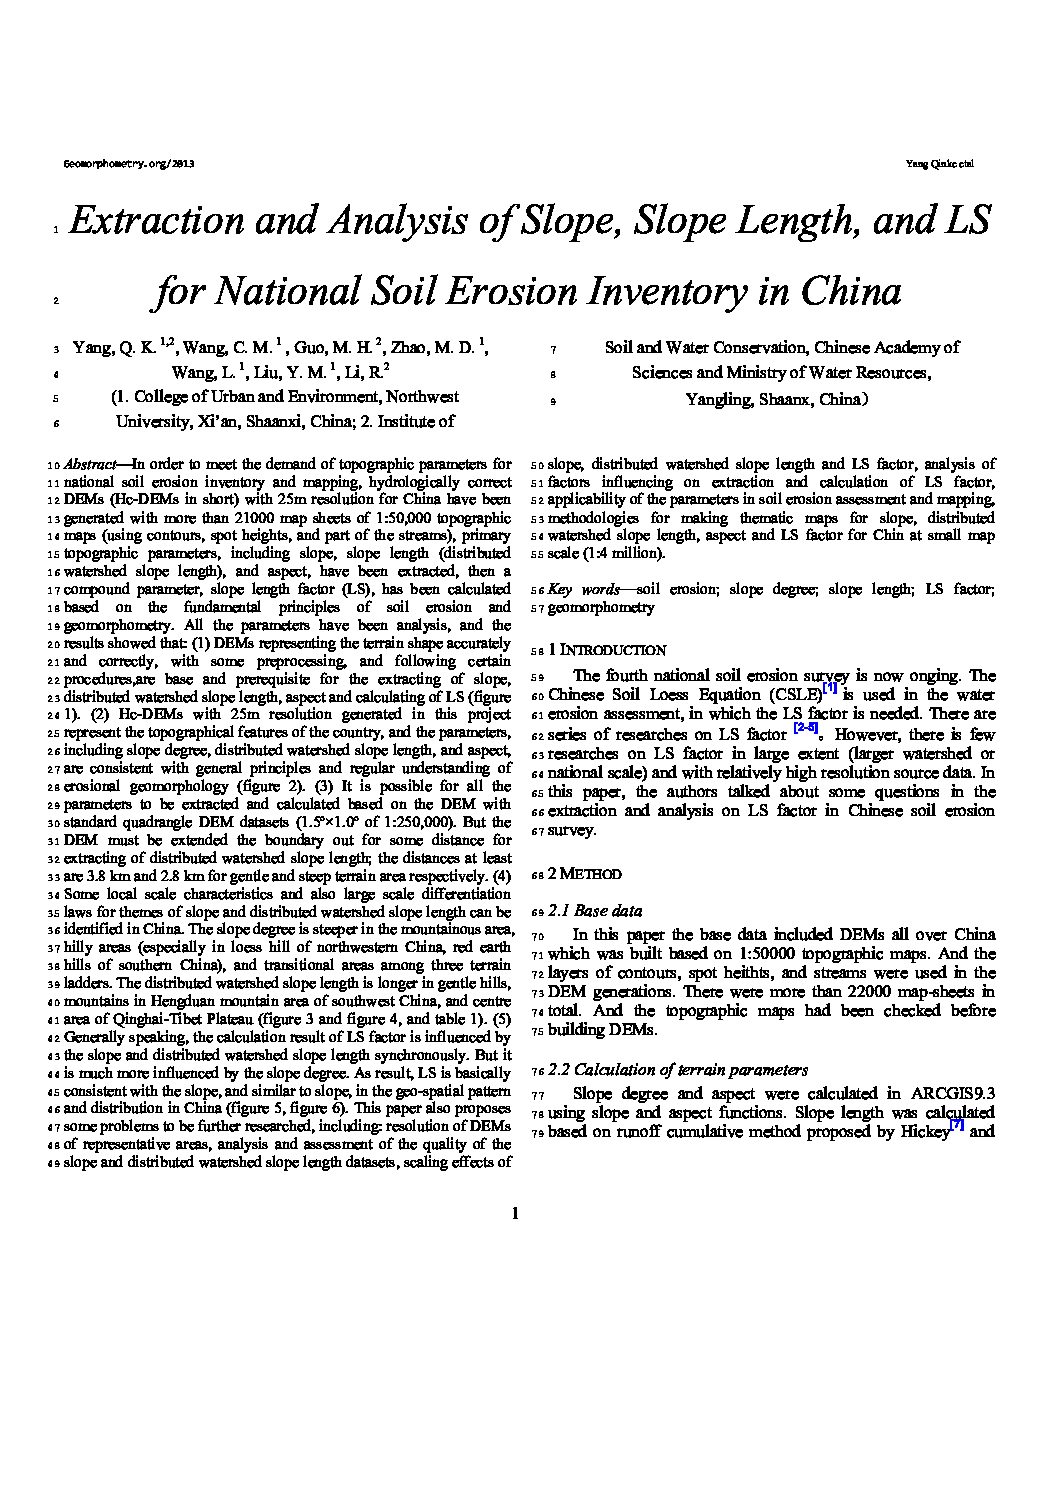 Geomorphometry.org/2013
Yang Qinke etal
1 Extraction and Analysis of Slope, Slope Length, and LS
2 for National Soil Erosion Inventory in China
3 Yang, Q. K. 1,2, Wang, C. M. 1 , Guo, M. H. 2, Zhao, M. D. 1,
4 Wang, L. 1, Liu, Y. M. 1, Li, R.2
5 (1. College of Urban and Environment, Northwest
6 University, Xi’an, Shaanxi, China; 2. Institute of
7 Soil and Water Conservation, Chinese Academy of
8 Sciences and Ministry of Water Resources,
9 Yangling, Shaanx, China）
10 Abstract—In order to meet the demand of topographic parameters for
11 national soil erosion inventory and mapping, hydrologically correct
12 DEMs (Hc-DEMs in short) with 25m resolution for China have been
13 generated with more than 21000 map sheets of 1:50,000 topographic
14 maps (using contours, spot heights, and part of the streams), primary
15 topographic parameters, including slope, slope length (distributed
16 watershed slope length), and aspect, have been extracted, then a
17 compound parameter, slope length factor (LS), has been calculated
18 based on the fundamental principles of soil erosion and
19 geomorphometry. All the parameters have been analysis, and the
20 results showed that: (1) DEMs representing the terrain shape accurately
21 and correctly, with some preprocessing, and following certain
22 procedures,are base and prerequisite for the extracting of slope,
23 distributed watershed slope length, aspect and calculating of LS (figure
24 1). (2) Hc-DEMs with 25m resolution generated in this project
25 represent the topographical features of the country, and the parameters,
26 including slope degree, distributed watershed slope length, and aspect,
27 are consistent with general principles and regular understanding of
28 erosional geomorphology (figure 2). (3) It is possible for all the
29 parameters to be extracted and calculated based on the DEM with
30 standard quadrangle DEM datasets (1.5°×1.0° of 1:250,000). But the
31 DEM must be extended the boundary out for some distance for
32 extracting of distributed watershed slope length; the distances at least
33 are 3.8 km and 2.8 km for gentle and steep terrain area respectively. (4)
34 Some local scale characteristics and also large scale differentiation
35 laws for themes of slope and distributed watershed slope length can be
36 identified in China. The slope degree is steeper in the mountainous area,
37 hilly areas (especially in loess hill of northwestern China, red earth
38 hills of southern China), and transitional areas among three terrain
39 ladders. The distributed watershed slope length is longer in gentle hills,
40 mountains in Hengduan mountain area of southwest China, and centre
41 area of Qinghai-Tibet Plateau (figure 3 and figure 4, and table 1). (5)
42 Generally speaking, the calculation result of LS factor is influenced by
43 the slope and distributed watershed slope length synchronously. But it
44 is much more influenced by the slope degree. As result, LS is basically
45 consistent with the slope, and similar to slope, in the geo-spatial pattern
46 and distribution in China (figure 5, figure 6). This paper also proposes
47 some problems to be further researched, including: resolution of DEMs
48 of representative areas, analysis and assessment of the quality of the
49 slope and distributed watershed slope length datasets, scaling effects of
50 slope, distributed watershed slope length and LS factor, analysis of
51 factors influencing on extraction and calculation of LS factor,
52 applicability of the parameters in soil erosion assessment and mapping,
53 methodologies for making thematic maps for slope, distributed
54 watershed slope length, aspect and LS factor for Chin at small map
55 scale (1:4 million).
56 Key words—soil erosion; slope degree; slope length; LS factor;
57 geomorphometry
58 1 INTRODUCTION
59 The fourth national soil erosion survey is now onging. The
60 Chinese Soil Loess Equation (CSLE)[1] is used in the water
61 erosion assessment, in which the LS factor is needed. There are
62 series of researches on LS factor [2-6]。However, there is few
63 researches on LS factor in large extent (larger watershed or
64 national scale) and with relatively high resolution source data. In
65 this paper, the authors talked about some questions in the
66 extraction and analysis on LS factor in Chinese soil erosion
67 survey.
68 2 METHOD
69 2.1 Base data
70 In this paper the base data included DEMs all over China
71 which was built based on 1:50000 topographic maps. And the
72 layers of contours, spot heithts, and streams were used in the
73 DEM generations. There were more than 22000 map-sheets in
74 total. And the topographic maps had been checked before
75 building DEMs.
76 2.2 Calculation of terrain parameters
77 Slope degree and aspect were calculated in ARCGIS9.3
78 using slope and aspect functions. Slope length was calculated
79 based on runoff cumulative method proposed by Hickey[7] and
1